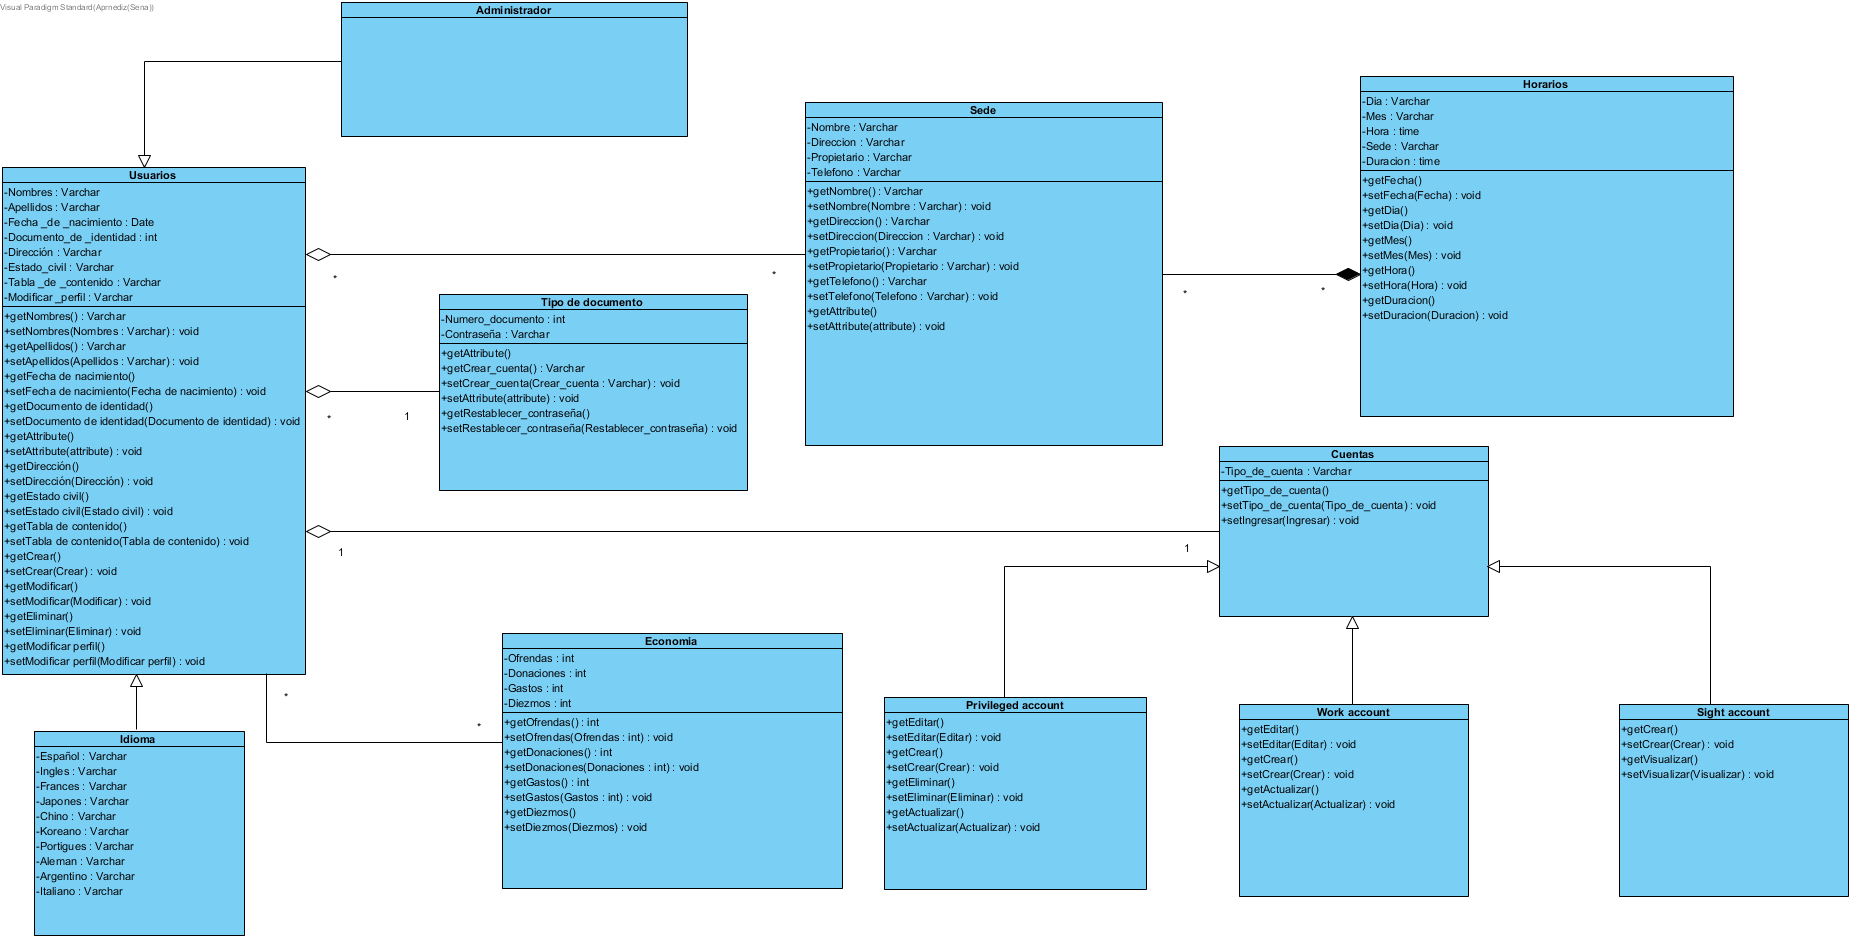 Visual Paradigm Standard(Aprnediz(Sena))
Administrador
Usuarios
-Nombres : Varchar
-Apellidos : Varchar
-Fecha _de _nacimiento : Date
-Documento_de _identidad : int
-Dirección : Varchar
-Estado_civil : Varchar
-Tabla _de _contenido : Varchar
-Modificar _perfil : Varchar
+getNombres() : Varchar
+setNombres(Nombres : Varchar) : void
+getApellidos() : Varchar
+setApellidos(Apellidos : Varchar) : void
+getFecha de nacimiento()
+setFecha de nacimiento(Fecha de nacimiento) : void
+getDocumento de identidad()
+setDocumento de identidad(Documento de identidad) : void
+getAttribute()
+setAttribute(attribute) : void
+getDirección()
+setDirección(Dirección) : void
+getEstado civil()
+setEstado civil(Estado civil) : void
+getTabla de contenido()
+setTabla de contenido(Tabla de contenido) : void
+getCrear()
+setCrear(Crear) : void
+getModificar()
+setModificar(Modificar) : void
+getEliminar()
+setEliminar(Eliminar) : void
+getModificar perfil()
+setModificar perfil(Modificar perfil) : void
*
*
Tipo de documento
-Numero_documento : int
-Contraseña : Varchar
+getAttribute()
+getCrear_cuenta() : Varchar
+setCrear_cuenta(Crear_cuenta : Varchar) : void
+setAttribute(attribute) : void
+getRestablecer_contraseña()
+setRestablecer_contraseña(Restablecer_contraseña) : void
*
1
Sede
-Nombre : Varchar
-Direccion : Varchar
-Propietario : Varchar
-Telefono : Varchar
+getNombre() : Varchar
+setNombre(Nombre : Varchar) : void
+getDireccion() : Varchar
+setDireccion(Direccion : Varchar) : void
+getPropietario() : Varchar
+setPropietario(Propietario : Varchar) : void
+getTelefono() : Varchar
+setTelefono(Telefono : Varchar) : void
+getAttribute()
+setAttribute(attribute) : void
*
*
Horarios
-Dia : Varchar
-Mes : Varchar
-Hora : time
-Sede : Varchar
-Duracion : time
+getFecha()
+setFecha(Fecha) : void
+getDia()
+setDia(Dia) : void
+getMes()
+setMes(Mes) : void
+getHora()
+setHora(Hora) : void
+getDuracion()
+setDuracion(Duracion) : void
1
1
Cuentas
-Tipo_de_cuenta : Varchar
+getTipo_de_cuenta()
+setTipo_de_cuenta(Tipo_de_cuenta) : void
+setIngresar(Ingresar) : void
*
*
Idioma
-Español : Varchar
-Ingles : Varchar
-Frances : Varchar
-Japones : Varchar
-Chino : Varchar
-Koreano : Varchar
-Portigues : Varchar
-Aleman : Varchar
-Argentino : Varchar
-Italiano : Varchar
Economia
-Ofrendas : int
-Donaciones : int
-Gastos : int
-Diezmos : int
+getOfrendas() : int
+setOfrendas(Ofrendas : int) : void
+getDonaciones() : int
+setDonaciones(Donaciones : int) : void
+getGastos() : int
+setGastos(Gastos : int) : void
+getDiezmos()
+setDiezmos(Diezmos) : void
Privileged account
+getEditar()
+setEditar(Editar) : void
+getCrear()
+setCrear(Crear) : void
+getEliminar()
+setEliminar(Eliminar) : void
+getActualizar()
+setActualizar(Actualizar) : void
Work account
+getEditar()
+setEditar(Editar) : void
+getCrear()
+setCrear(Crear) : void
+getActualizar()
+setActualizar(Actualizar) : void
Sight account
+getCrear()
+setCrear(Crear) : void
+getVisualizar()
+setVisualizar(Visualizar) : void